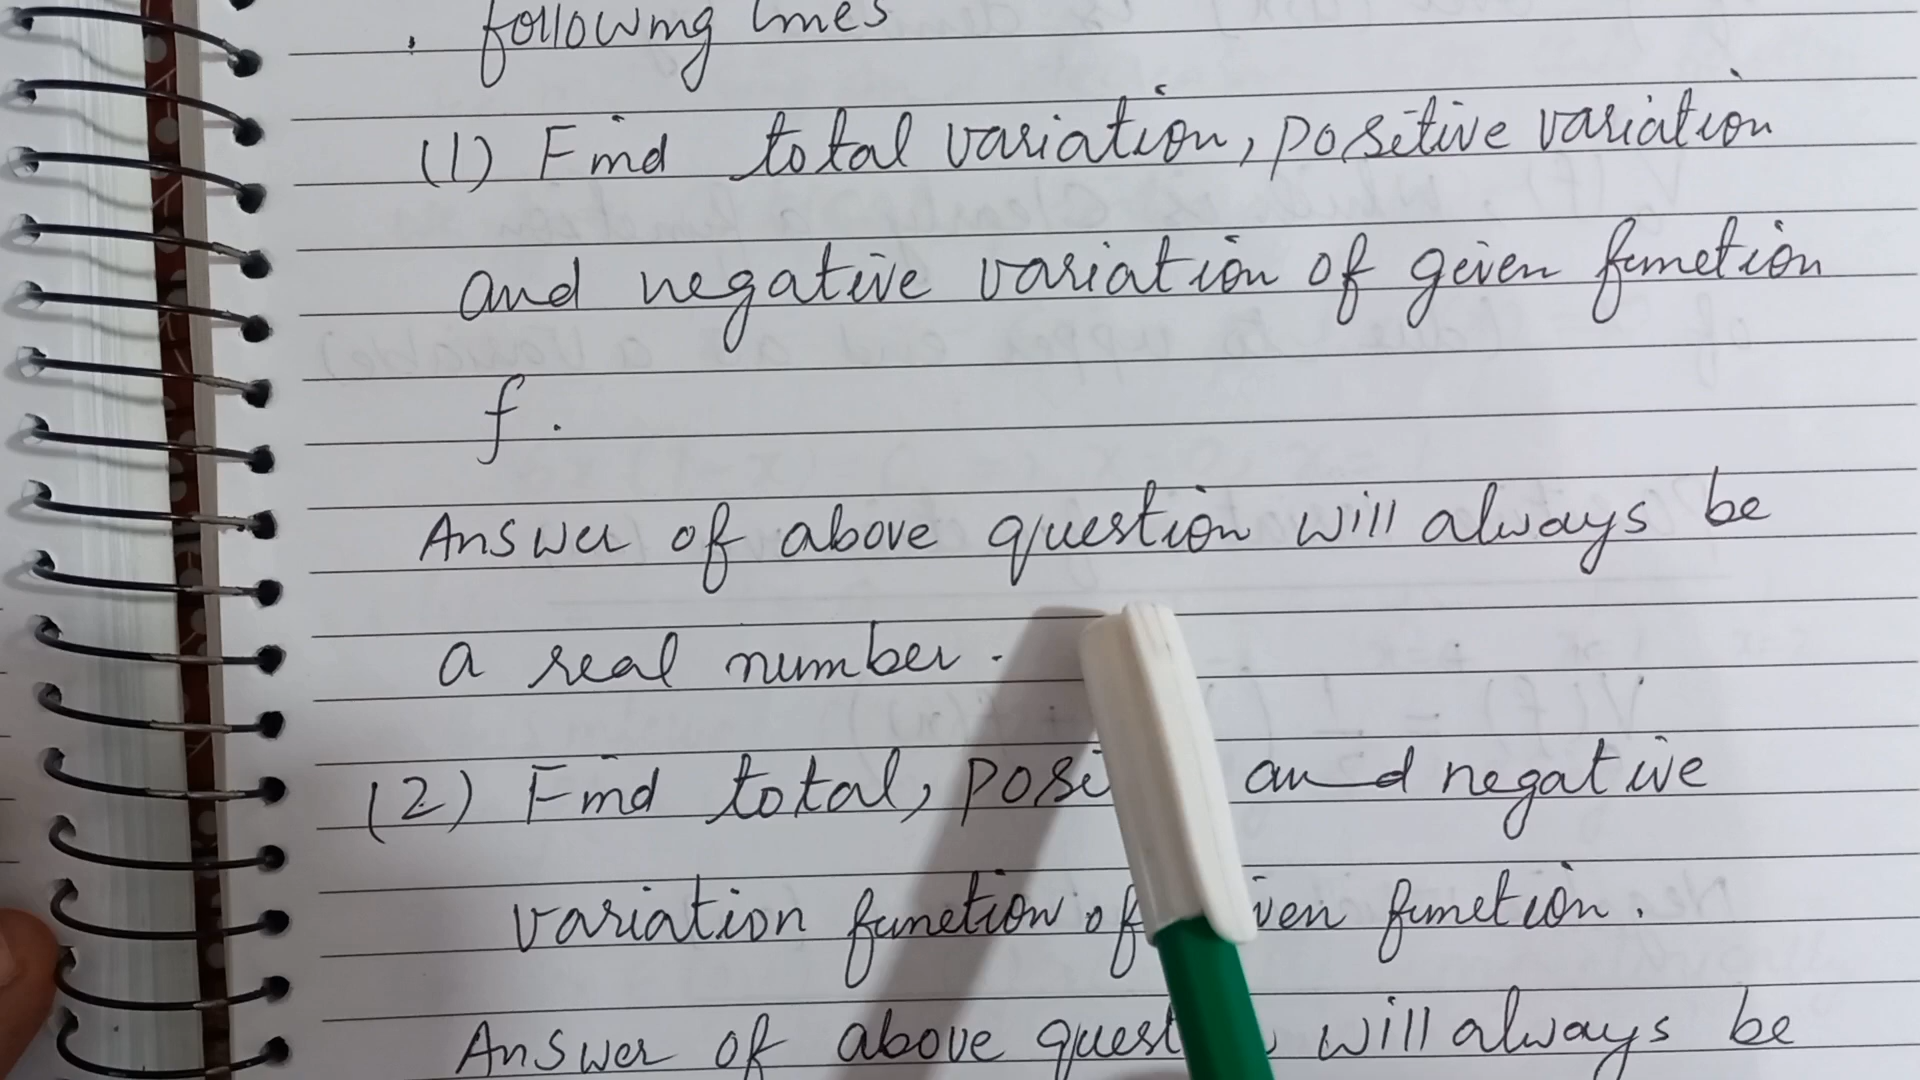 following lines
(1) Find total variation, positive variation
and negative variation of given function
f.
Answer of above question will always be
a real number.
(2) Find total, posi and negative
variation function of iven function.
Answer of above quest will always be